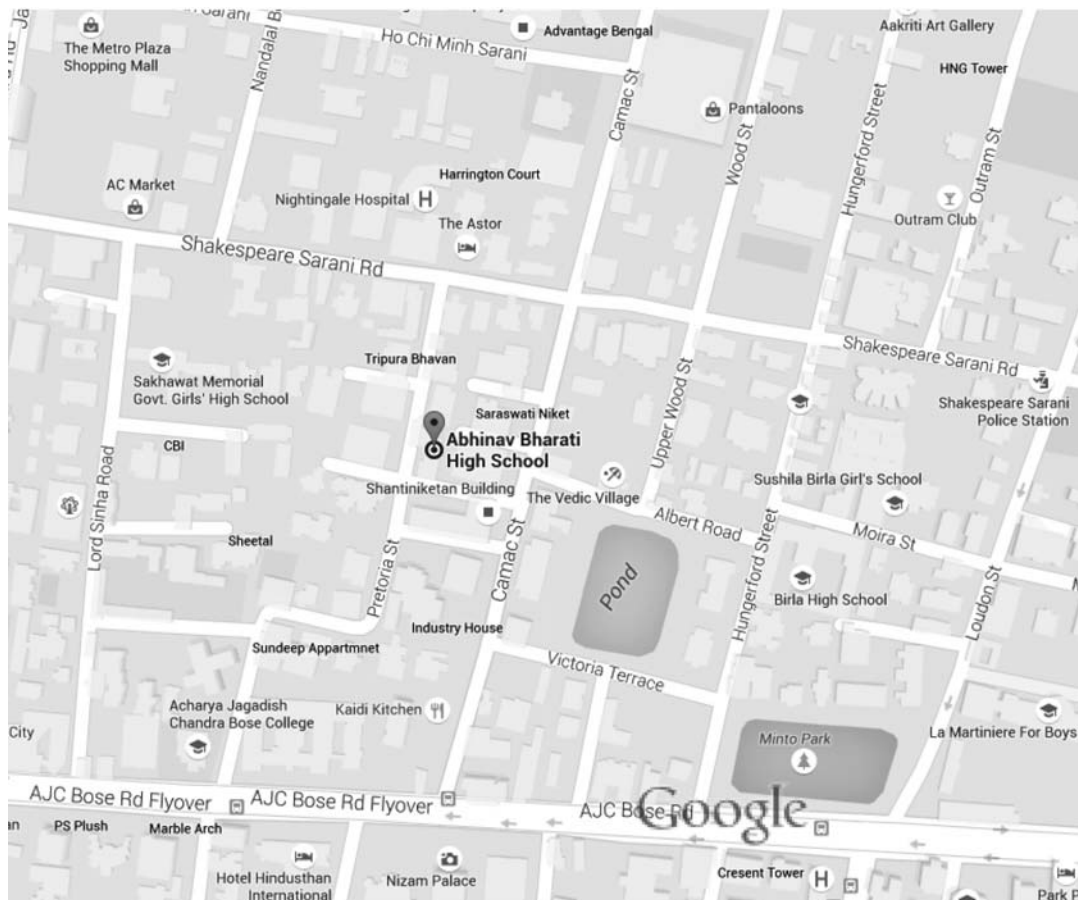 Sarani
Ho Chi Minh Sarani
Advantage Bengal
Aakriti Art Gallery
The Metro Plaza
Shopping Mall
HNG Tower
Camac St
Pantaloons
Wood St
Hungerford Street
Outram St
Harrington Court
AC Market
Nightingale Hospital
The Astor
Outram Club
Shakespeare Sarani Rd
Shakespeare Sarani Rd
Tripura Bhavan
Sakhawat Memorial
Govt. Girls' High School
Saraswati Niket
Shakespeare Sarani
Police Station
Upper Wood St
CBI
Abhinav Bharati
High School
Shantiniketan Building
The Vedic Village
Sushila Birla Girl's School
Lord Sinha Road
Albert Road
Moira St
Sheetal
Pretoria St
Camac St
Pond
Hungerford Street
Birla High School
Loudon St
Industry House
Sundeep Appartmnet
Victoria Terrace
Acharya Jagadish
Chandra Bose College
Kaidi Kitchen
La Martiniere For Boys
City
Minto Park
AJC Bose Rd Flyover
AJC Bose Rd Flyover
AJC Bose Rd
Google
PS Plush
Marble Arch
Hotel Hindusthan
International
Nizam Palace
Cresent Tower
Park